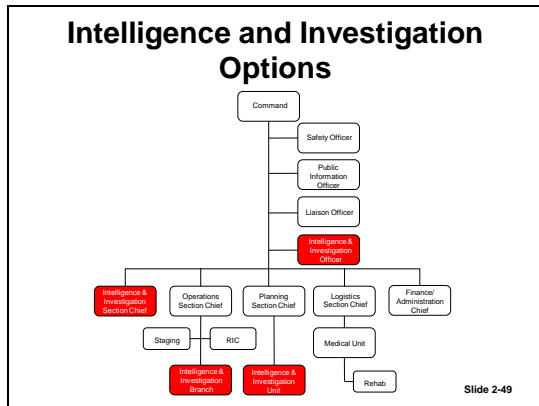 Intelligence and Investigation
Options
Command
Safety Officer
Public
Information
Officer
Liaison Officer
Intelligence &
Investigation
Officer
Intelligence &
Investigation
Section Chief
Operations
Section Chief
Planning
Section Chief
Logistics
Section Chief
Finance/
Administration
Chief
Staging
RIC
Medical Unit
Intelligence &
Investigation
Branch
Intelligence &
Investigation
Unit
Rehab
Slide 2-49